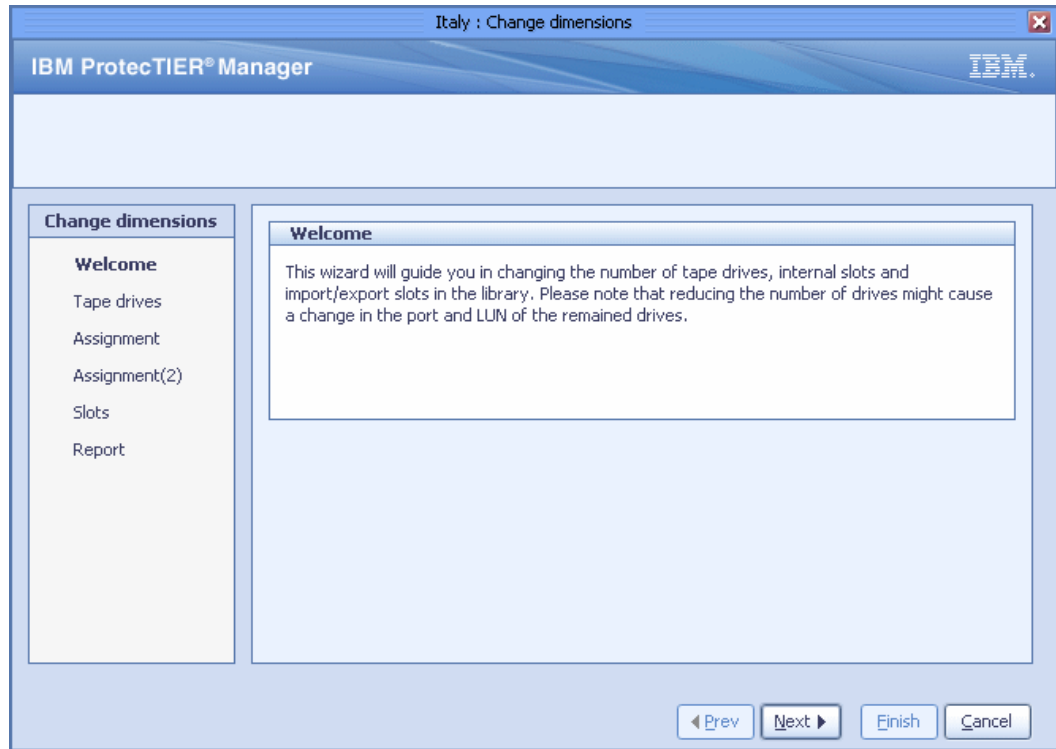 Italy : Change dimensions
IBM ProtecTIER® Manager
IBM.
Change dimensions
Welcome
Tape drives
Assignment
Assignment(2)
Slots
Report
Welcome
This wizard will guide you in changing the number of tape drives, internal slots and
import/export slots in the library. Please note that reducing the number of drives might cause
a change in the port and LUN of the remained drives.
Prev
Next
Finish
Cancel